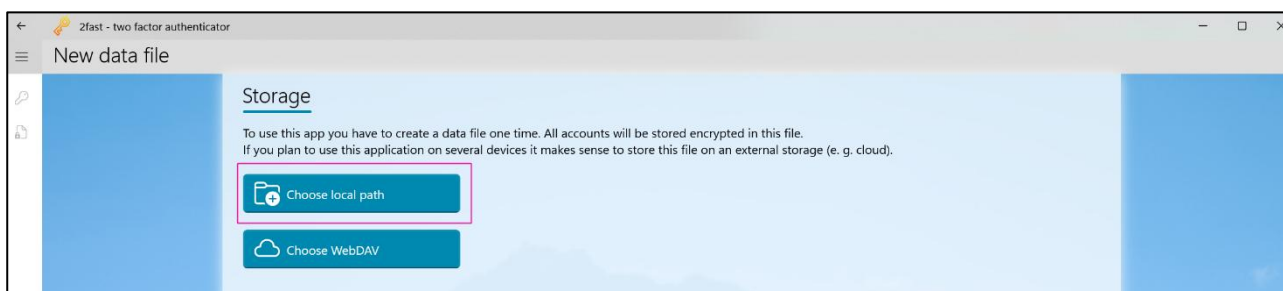 2fast - two factor authenticator
New data file
Storage
To use this app you have to create a data file one time. All accounts will be stored encrypted in this file.
If you plan to use this application on several devices it makes sense to store this file on an external storage (e. g. cloud).
Choose local path
Choose WebDAV